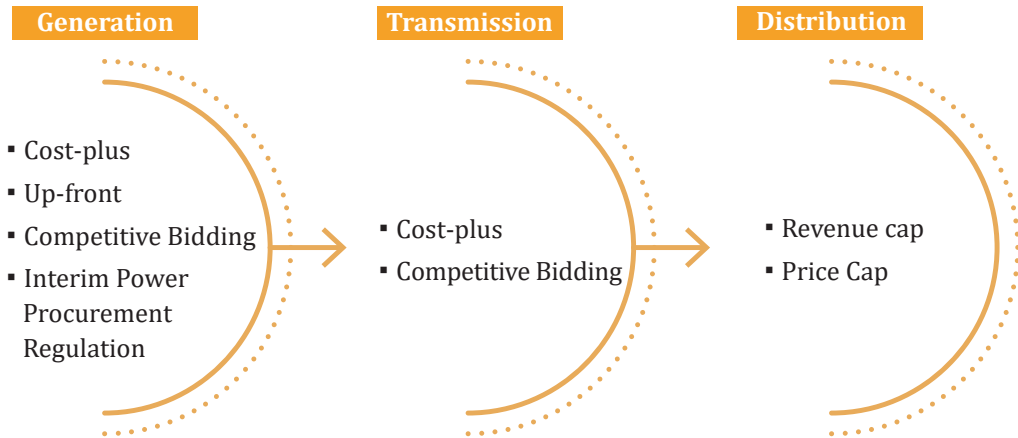 Generation
▪ Cost-plus
▪ Up-front
▪ Competitive Bidding
▪ Interim Power
Procurement
Regulation
Transmission
▪ Cost-plus
▪ Competitive Bidding
Distribution
▪ Revenue cap
▪ Price Cap